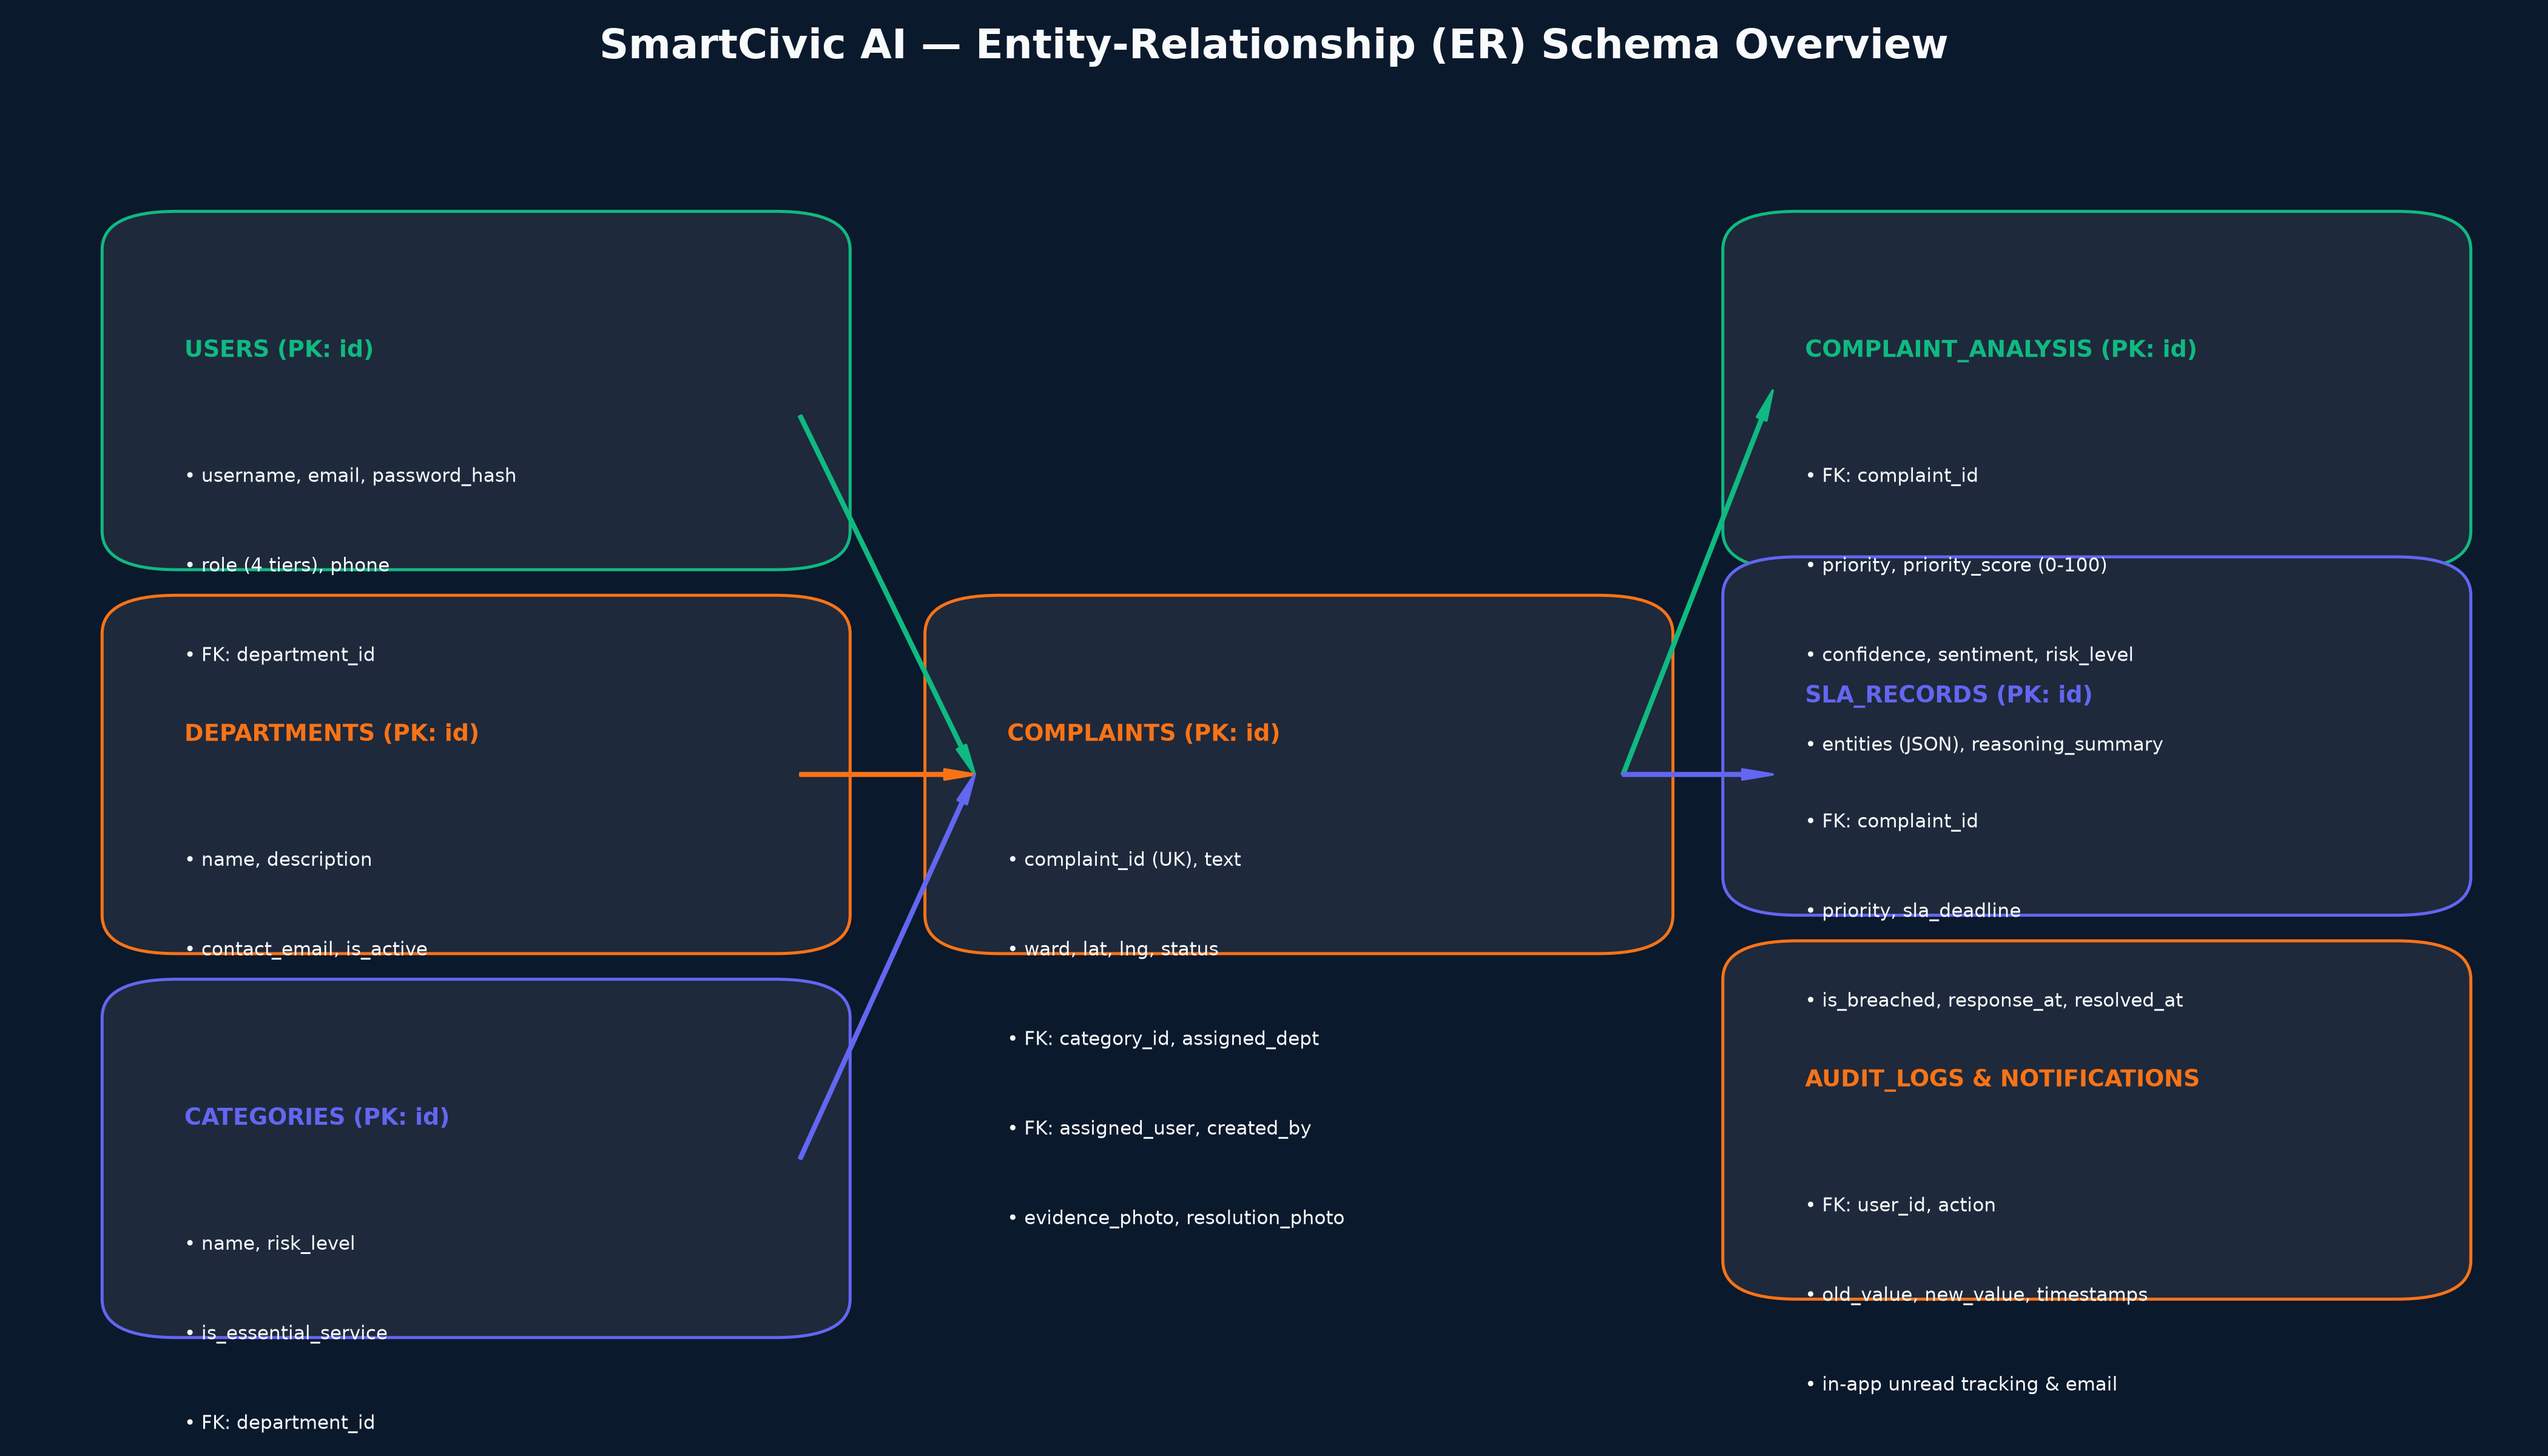 SmartCivic AI — Entity-Relationship (ER) Schema Overview
USERS (PK: id)
• username, email, password_hash
• role (4 tiers), phone
• FK: department_id
DEPARTMENTS (PK: id)
• name, description
• contact_email, is_active
CATEGORIES (PK: id)
• name, risk_level
• is_essential_service
• FK: department_id
COMPLAINTS (PK: id)
• complaint_id (UK), text
• ward, lat, lng, status
• FK: category_id, assigned_dept
• FK: assigned_user, created_by
• evidence_photo, resolution_photo
COMPLAINT_ANALYSIS (PK: id)
• FK: complaint_id
• priority, priority_score (0-100)
• confidence, sentiment, risk_level
• entities (JSON), reasoning_summary
SLA_RECORDS (PK: id)
• FK: complaint_id
• priority, sla_deadline
• is_breached, response_at, resolved_at
AUDIT_LOGS & NOTIFICATIONS
• FK: user_id, action
• old_value, new_value, timestamps
• in-app unread tracking & email